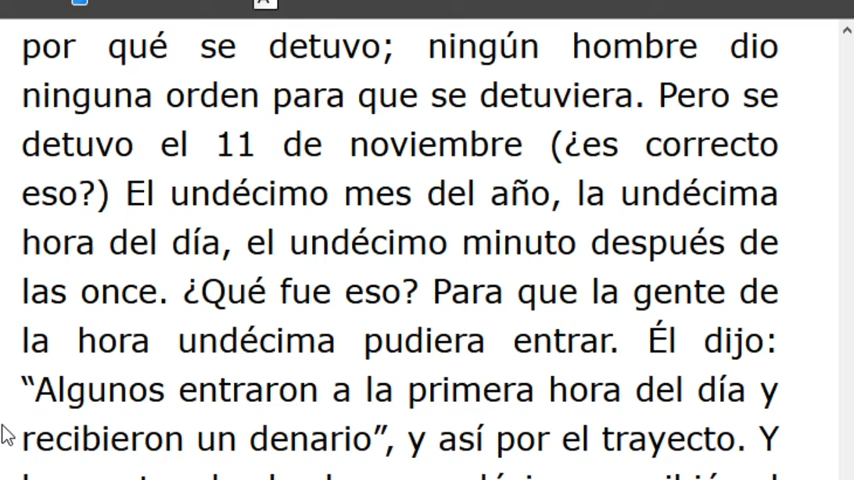 por qué se detuvo; ningún hombre dio
ninguna orden para que se detuviera. Pero se
detuvo el 11 de noviembre (¿es correcto
eso?) El undécimo mes del año, la undécima
hora del día, el undécimo minuto después de
las once. ¿Qué fue eso? Para que la gente de
la hora undécima pudiera entrar. Él dijo:
“Algunos entraron a la primera hora del día y
recibieron un denario”, y así por el trayecto. Y